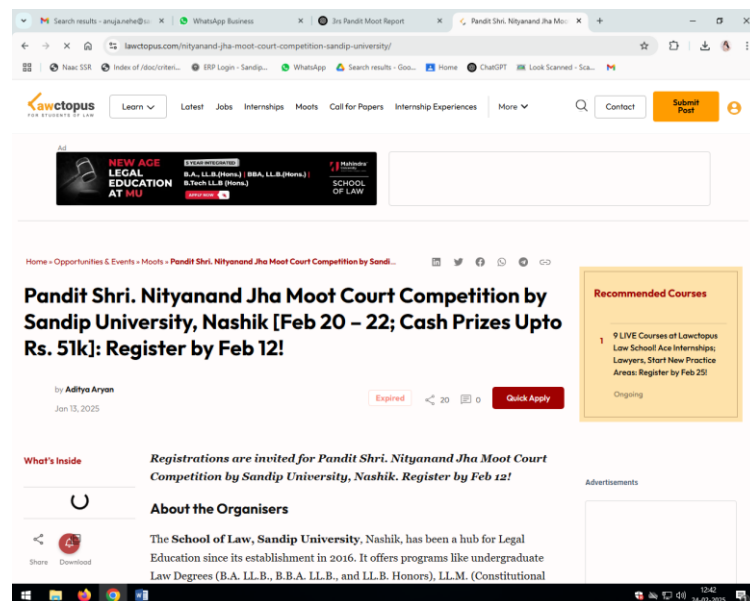 Search results - anuja.nehe@sa
WhatsApp Business
3rs Pandit Moot Report
Pandit Shri. Nityanand Jha Moo
lawctopus.com/nityanand-jha-moot-court-competition-sandip-university/
Naac SSR
Index of /doc/criteri...
ERP Login - Sandip...
WhatsApp
Search results - Goo...
Home
ChatGPT
Look Scanned - Sca...
Lawctopus
FOR STUDENTS OF LAW
Learn
Latest Jobs Internships Moots Call for Papers Internship Experiences More
Contact
Submit Post
Ad
NEW AGE
LEGAL
EDUCATION
AT MU
5 YEAR INTEGRATED
B.A., LL.B.(Hons.) | BBA, LL.B.(Hons.) |
B.Tech LL.B (Hons.)
APPLY NOW
Mahindra
SCHOOL
OF LAW
Home » Opportunities & Events » Moots » Pandit Shri. Nityanand Jha Moot Court Competition by Sandi...
Pandit Shri. Nityanand Jha Moot Court Competition by
Sandip University, Nashik [Feb 20 – 22; Cash Prizes Upto
Rs. 51k]: Register by Feb 12!
by Aditya Aryan
Jan 13, 2025
Expired
20
0
Quick Apply
Recommended Courses
1
9 LIVE Courses at Lawctopus
Law School! Ace Internships;
Lawyers, Start New Practice
Areas: Register by Feb 25!
Ongoing
What's Inside
Share
Download
Registrations are invited for Pandit Shri. Nityanand Jha Moot Court
Competition by Sandip University, Nashik. Register by Feb 12!
About the Organisers
The School of Law, Sandip University, Nashik, has been a hub for Legal
Education since its establishment in 2016. It offers programs like undergraduate
Law Degrees (B.A. LL.B., B.B.A. LL.B., and LL.B. Honors), LL.M. (Constitutional
Advertisements
12:42
24-02-2025